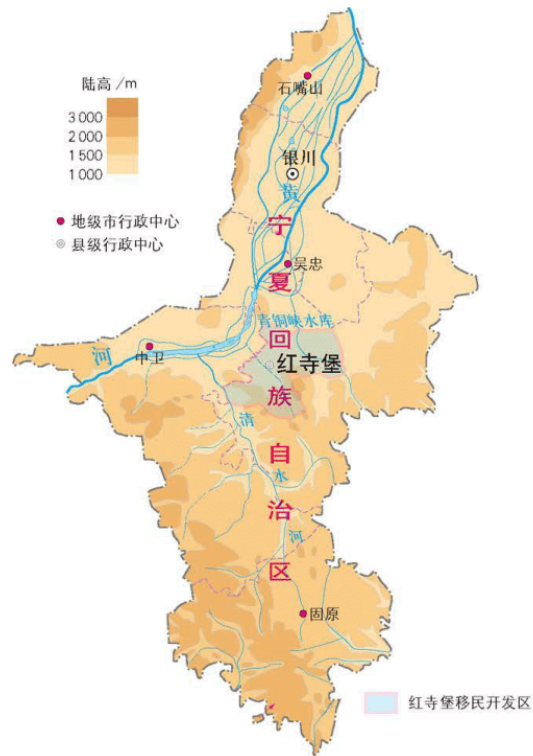 陆高 /m
3 000
2 000
1 500
1 000
地级市行政中心
县级行政中心
石嘴山
银川
黄
宁
夏
吴忠
青铜峡水库
回
河
中卫
红寺堡
族
清
自
水
治
河
区
固原
红寺堡移民开发区